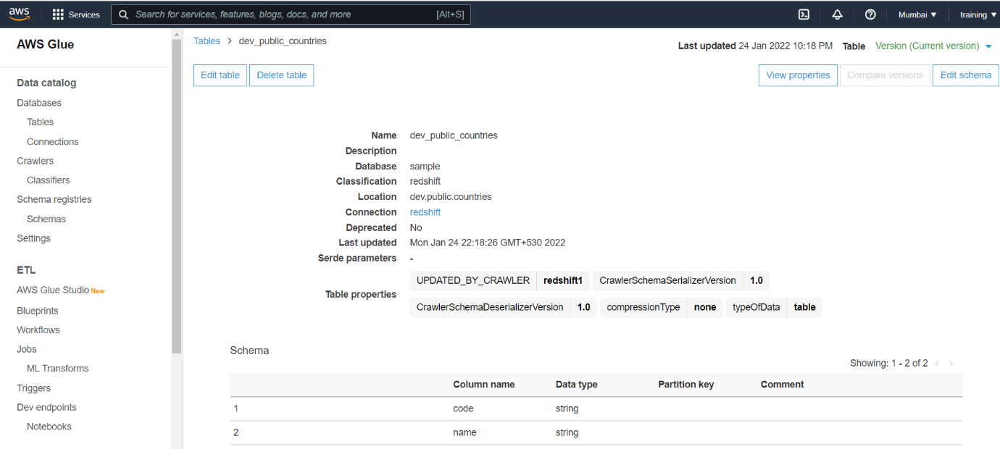 aws Services Search for services, features, blogs, docs, and more [Alt+S] Mumbai ▼ training ▼
AWS Glue
Data catalog
Databases
Tables
Connections
Crawlers
Classifiers
Schema registries
Schemas
Settings
ETL
AWS Glue Studio New
Blueprints
Workflows
Jobs
ML Transforms
Triggers
Dev endpoints
Notebooks
Tables > dev_public_countries
Last updated 24 Jan 2022 10:18 PM Table Version (Current version)
Edit table Delete table View properties Compare versions Edit schema
Name dev_public_countries
Description
Database sample
Classification redshift
Location dev.public.countries
Connection redshift
Deprecated No
Last updated Mon Jan 24 22:18:26 GMT+530 2022
Serde parameters -
Table properties
UPDATED_BY_CRAWLER redshift1 CrawlerSchemaSerializerVersion 1.0
CrawlerSchemaDeserializerVersion 1.0 compressionType none typeOfData table
Schema
Showing: 1 - 2 of 2 < >
Column name Data type Partition key Comment
1 code string
2 name string